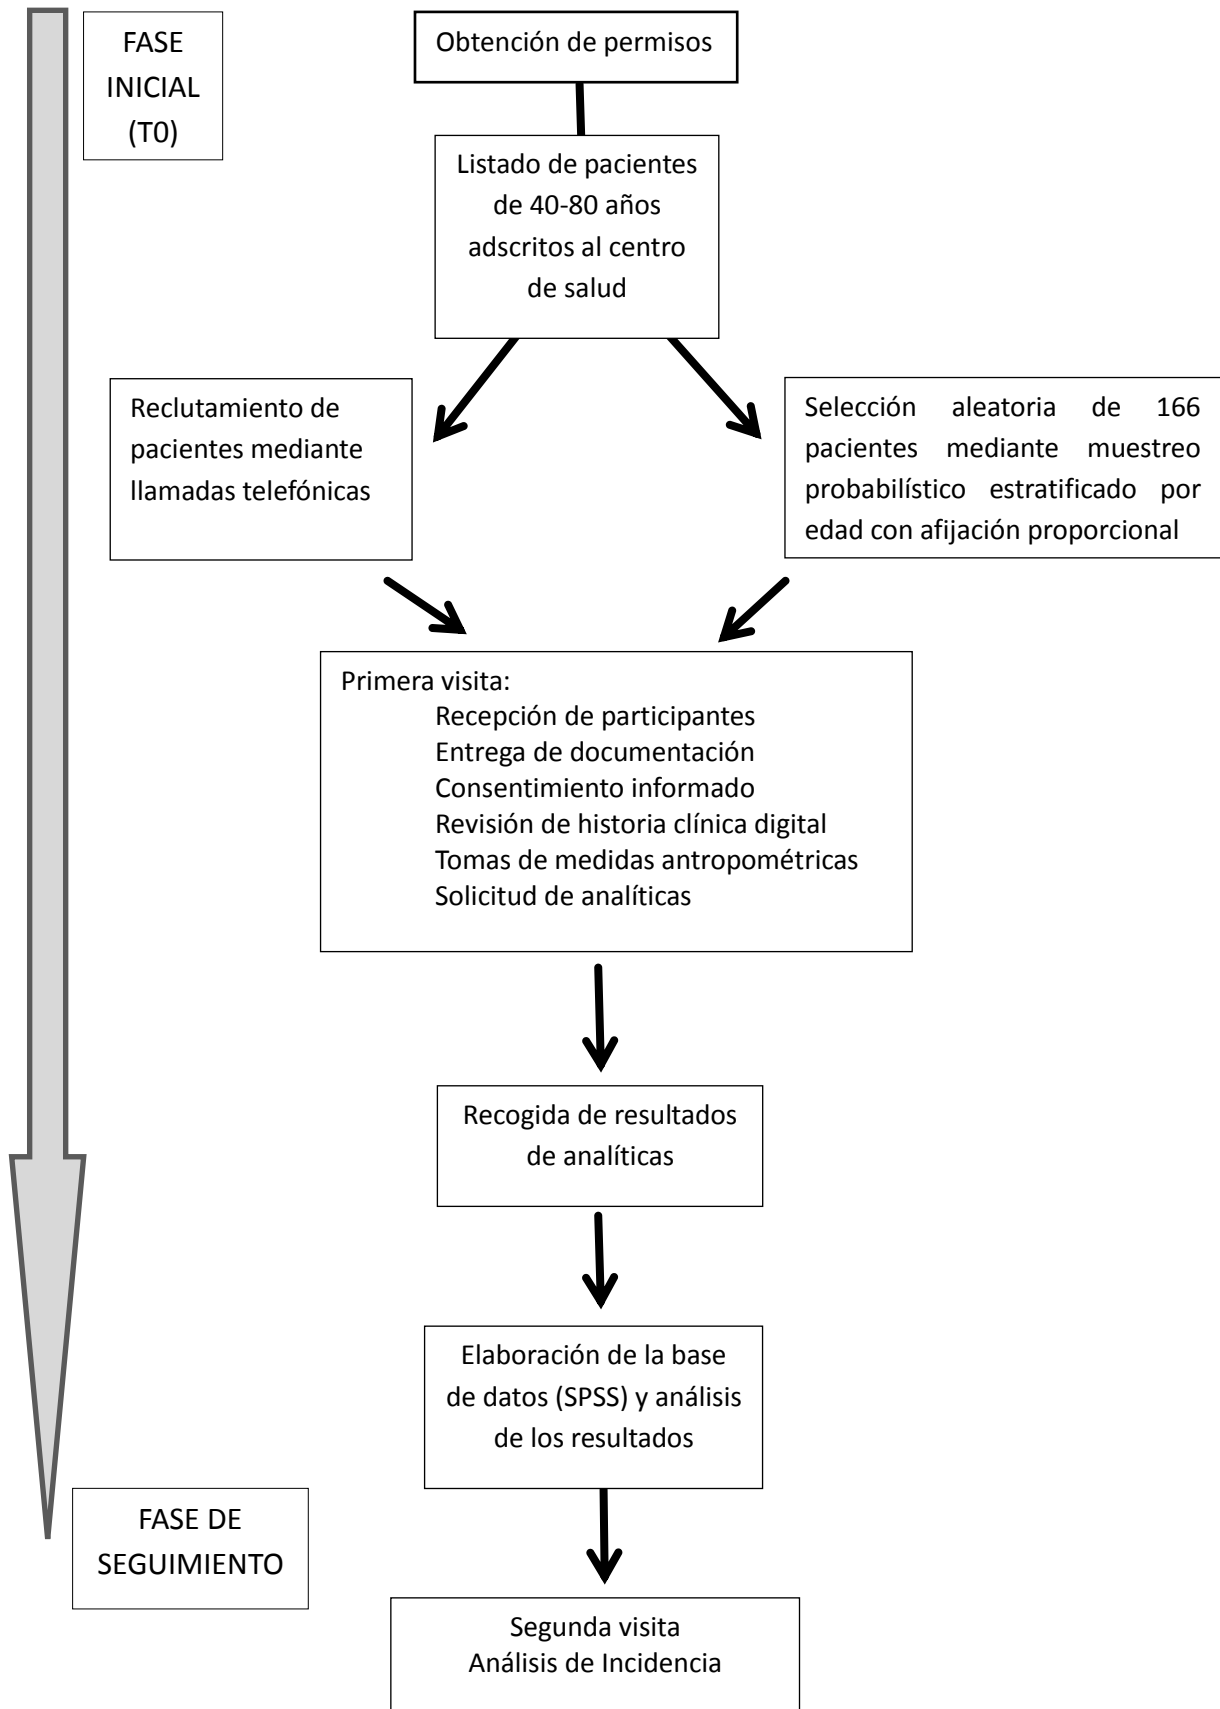 FASE
INICIAL
(T0)
Obtención de permisos
Listado de pacientes
de 40-80 años
adscritos al centro
de salud
Reclutamiento de
pacientes mediante
llamadas telefónicas
Selección aleatoria de 166
pacientes mediante muestreo
probabilístico estratificado por
edad con afijación proporcional
Primera visita:
Recepción de participantes
Entrega de documentación
Consentimiento informado
Revisión de historia clínica digital
Tomas de medidas antropométricas
Solicitud de analíticas
Recogida de resultados
de analíticas
Elaboración de la base
de datos (SPSS) y análisis
de los resultados
FASE DE
SEGUIMIENTO
Segunda visita
Análisis de Incidencia